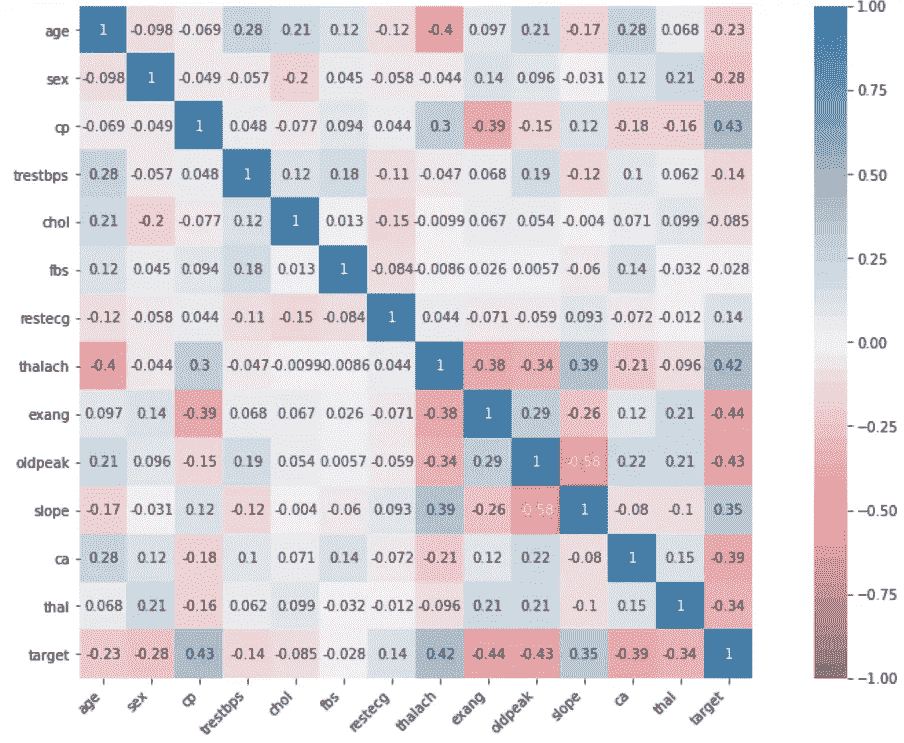 age 1 -0.098 -0.069 0.28 0.21 0.12 -0.12 -0.4 0.097 0.21 -0.17 0.28 0.068 -0.23 1.00
sex -0.098 1 -0.049 -0.057 -0.2 0.045 -0.058 -0.044 0.14 0.096 -0.031 0.12 0.21 -0.28 0.75
cp -0.069 -0.049 1 0.048 -0.077 0.094 0.044 0.3 -0.39 -0.15 0.12 -0.18 -0.16 0.43 0.50
trestbps 0.28 -0.057 0.048 1 0.12 0.18 -0.11 -0.047 0.068 0.19 -0.12 0.1 0.062 -0.14
chol 0.21 -0.2 -0.077 0.12 1 0.013 -0.15 -0.0099 0.067 0.054 -0.004 0.071 0.099 -0.085 0.25
fbs 0.12 0.045 0.094 0.18 0.013 1 -0.084 -0.0086 0.026 0.0057 -0.06 0.14 -0.032 -0.028
restecg -0.12 -0.058 0.044 -0.11 -0.15 -0.084 1 0.044 -0.071 -0.059 0.093 -0.072 -0.012 0.14 0.00
thalach -0.4 -0.044 0.3 -0.047 -0.0099 -0.0086 0.044 1 -0.38 -0.34 0.39 -0.21 -0.096 0.42
exang 0.097 0.14 -0.39 0.068 0.067 0.026 -0.071 -0.38 1 0.29 -0.26 0.12 0.21 -0.44 -0.25
oldpeak 0.21 0.096 -0.15 0.19 0.054 0.0057 -0.059 -0.34 0.29 1 -0.58 0.22 0.21 -0.43
slope -0.17 -0.031 0.12 -0.12 -0.004 -0.06 0.093 0.39 -0.26 -0.58 1 -0.08 -0.1 0.35 -0.50
ca 0.28 0.12 -0.18 0.1 0.071 0.14 -0.072 -0.21 0.12 0.22 -0.08 1 0.15 -0.39
thal 0.068 0.21 -0.16 0.062 0.099 -0.032 -0.012 -0.096 0.21 0.21 -0.1 0.15 1 -0.34 -0.75
target -0.23 -0.28 0.43 -0.14 -0.085 -0.028 0.14 0.42 -0.44 -0.43 0.35 -0.39 -0.34 1 -1.00
age sex cp trestbps chol fbs restecg thalach exang oldpeak slope ca thal target